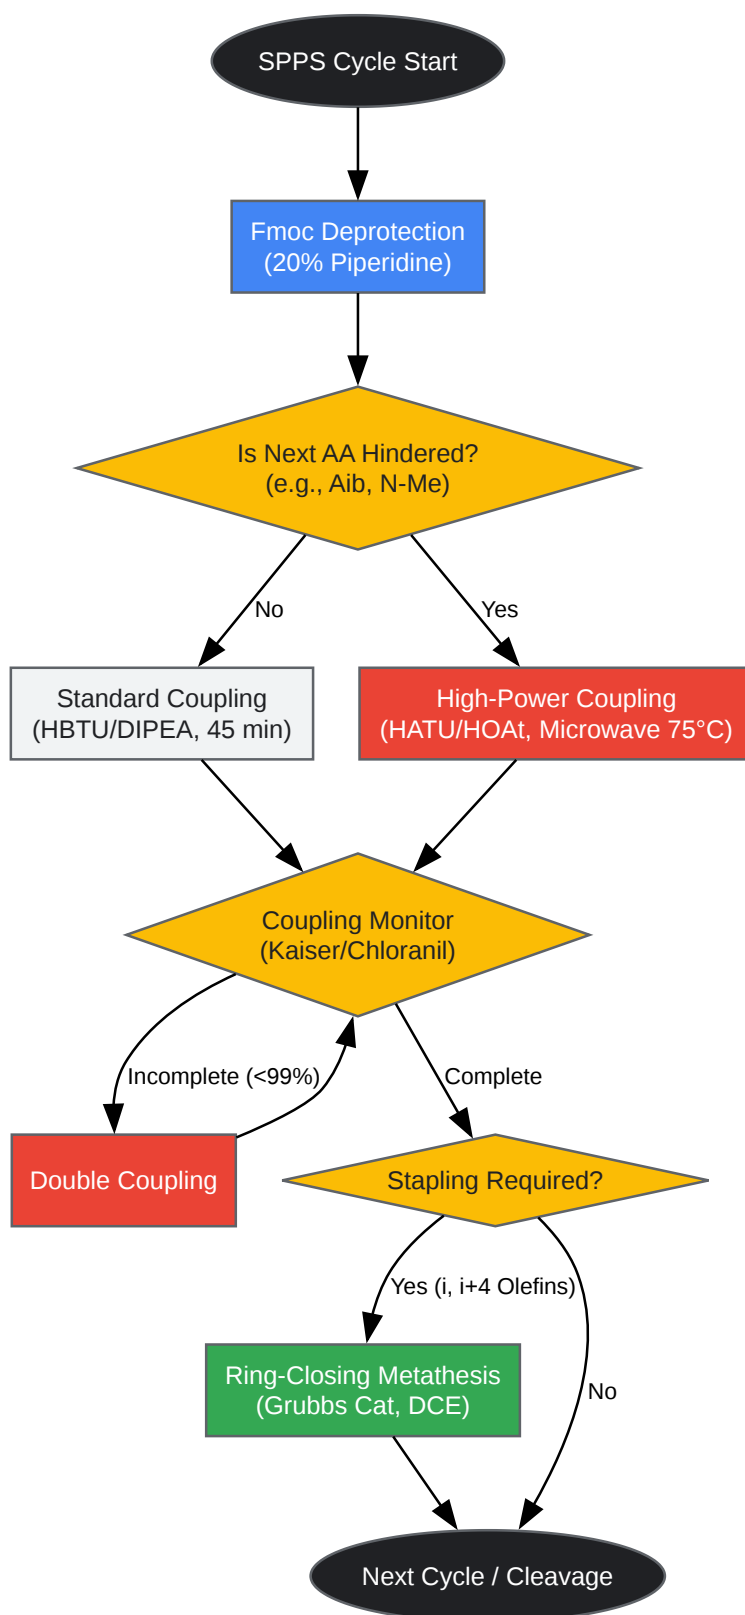 SPPS Cycle Start
Fmoc Deprotection
(20% Piperidine)
Is Next AA Hindered?
(e.g., Aib, N-Me)
No
Yes
Standard Coupling
(HBTU/DIPEA, 45 min)
High-Power Coupling
(HATU/HOAt, Microwave 75°C)
Coupling Monitor
(Kaiser/Chloranil)
Incomplete (<99%)
Complete
Double Coupling
Stapling Required?
Yes (i, i+4 Olefins)
Ring-Closing Metathesis
(Grubbs Cat, DCE)
No
Next Cycle / Cleavage